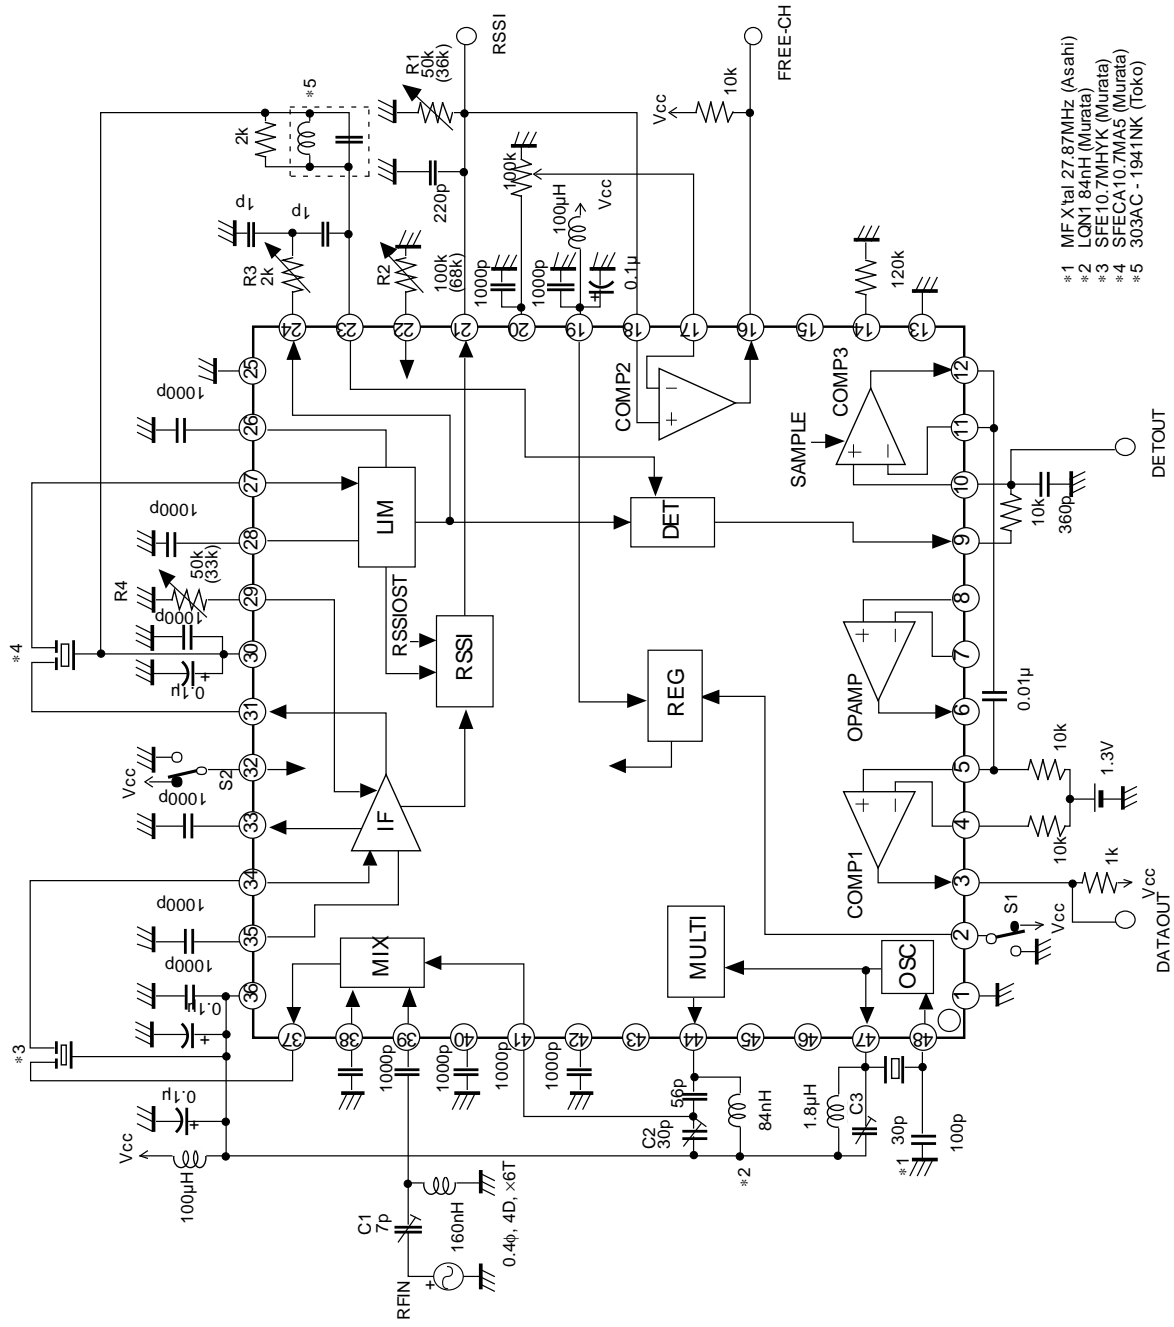 RSSI
R1
50k
(36k)
*5
2k
1p
1p
R3
2k
220p
R2
100k
(68k)
1000p
100k
100µH
Vcc
1000p
0.1µ
Vcc
10k
FREE-CH
120k
*1 MF X'tal 27.87MHz (Asahi)
*2 LQN1 84nH (Murata)
*3 SFE10.7MHYK (Murata)
*4 SFECA10.7MA5 (Murata)
*5 303AC - 1941NK (Toko)
24
23
22
21
20
19
18
17
16
15
14
13
25
26
27
28
29
30
31
32
33
34
35
36
1000p
1000p
R4
50k
(33k)
1000p
*4
0.1µ
Vcc
1000p
S2
1000p
1000p
0.1µ
*3
0.1µ
Vcc
100µH
LIM
RSSIOST
RSSI
IF
MIX
DET
REG
COMP2
+
−
SAMPLE
COMP3
+
−
OPAMP
+
−
COMP1
+
−
MULTI
OSC
12
11
10
9
8
7
6
5
4
3
2
1
37
38
39
40
41
42
43
44
45
46
47
48
10k
360p
DETOUT
0.01µ
10k
10k
1.3V
1k
Vcc
DATAOUT
S1
Vcc
1000p
1000p
1000p
1000p
56p
C2
30p
84nH
*2
1.8µH
C3
30p
*1
100p
C1
7p
160nH
0.4ϕ, 4D, ×6T
RFIN
+